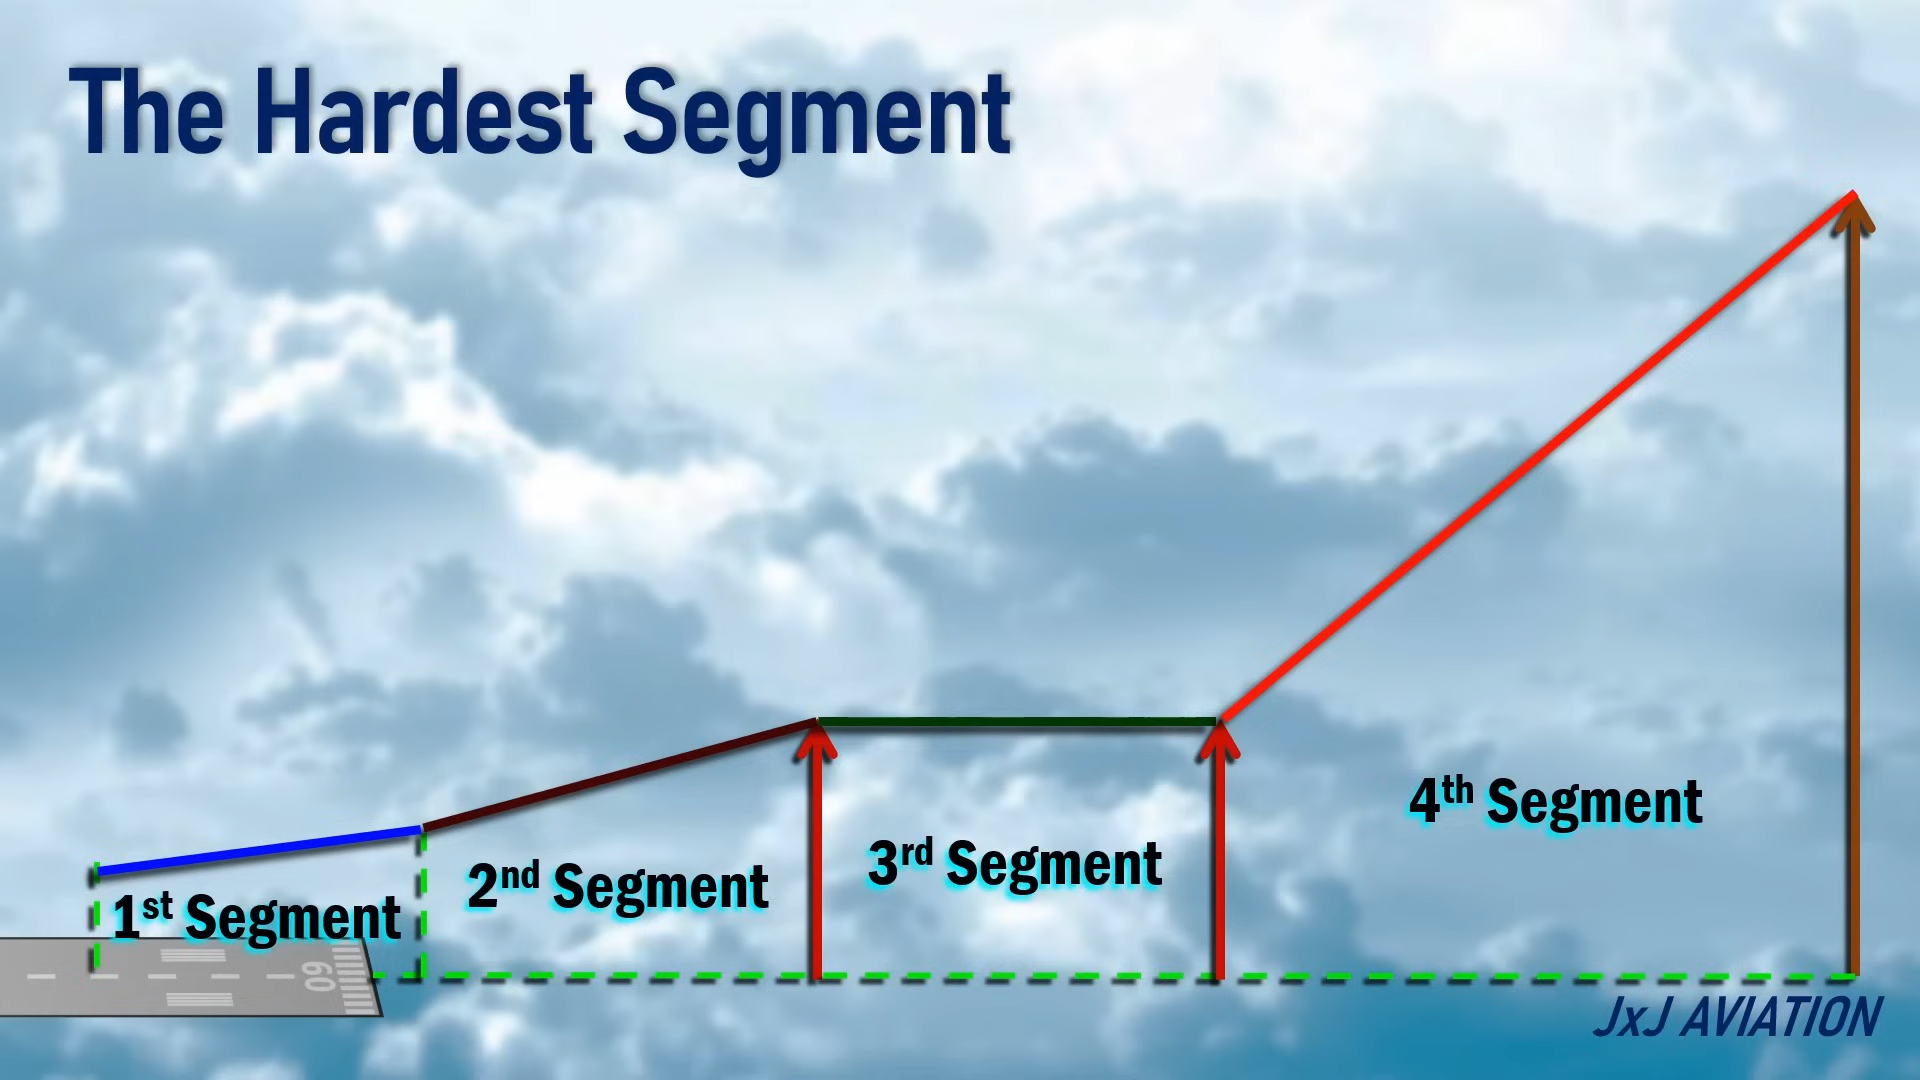 The Hardest Segment
4th Segment
3rd Segment
2nd Segment
1st Segment
09
JxJ AVIATION